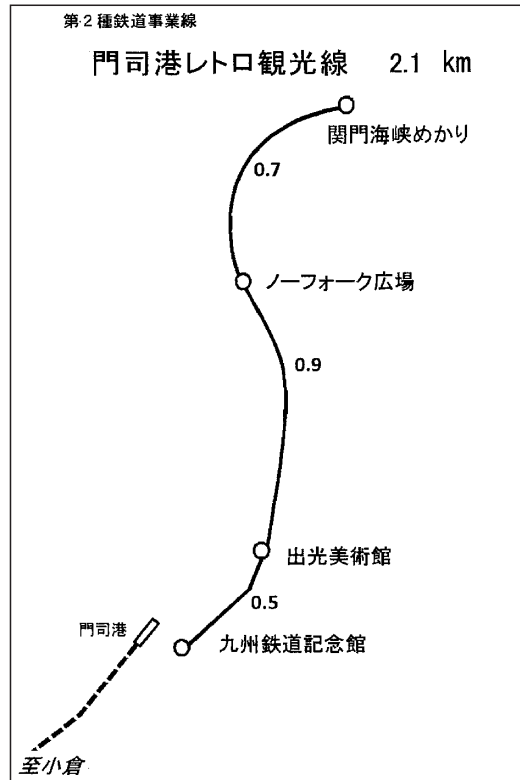 第2種鉄道事業線
門司港レトロ観光線 2.1 km
関門海峡めかり
0.7
ノーフォーク広場
0.9
出光美術館
0.5
門司港
九州鉄道記念館
至小倉